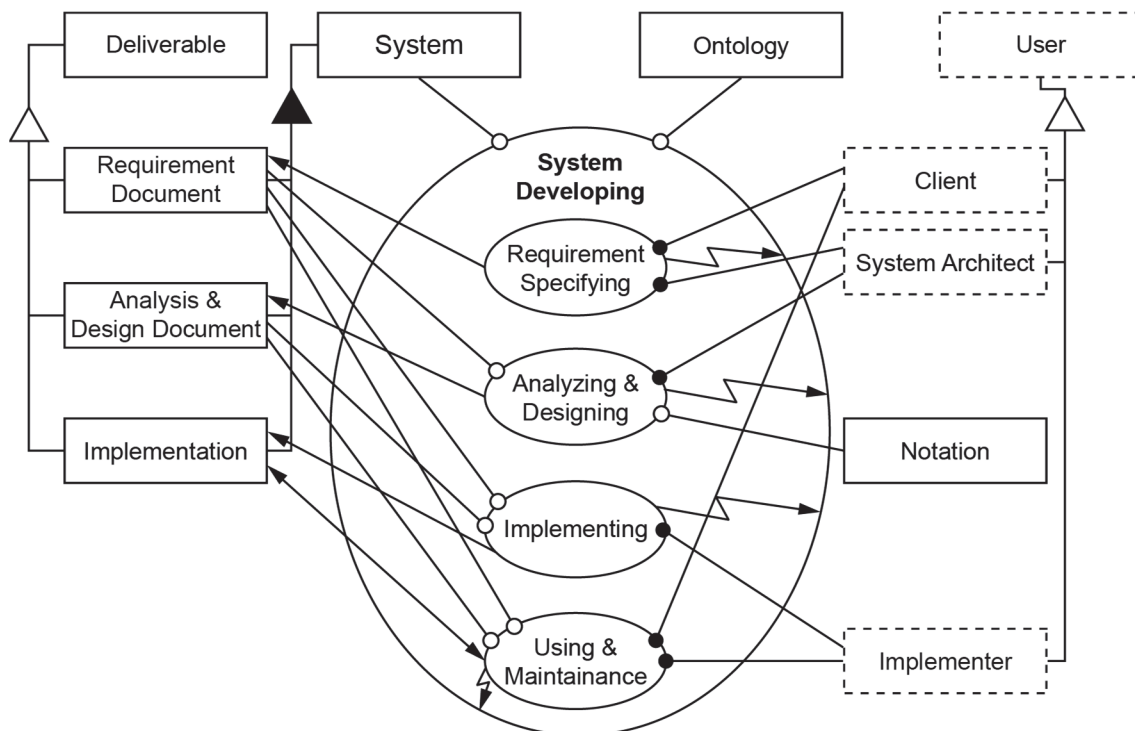 Deliverable
System
Ontology
User
System
Developing
Requirement
Document
Client
Requirement
Specifying
System Architect
Analysis &
Design Document
Analyzing &
Designing
Implementation
Notation
Implementing
Using &
Maintainance
Implementer